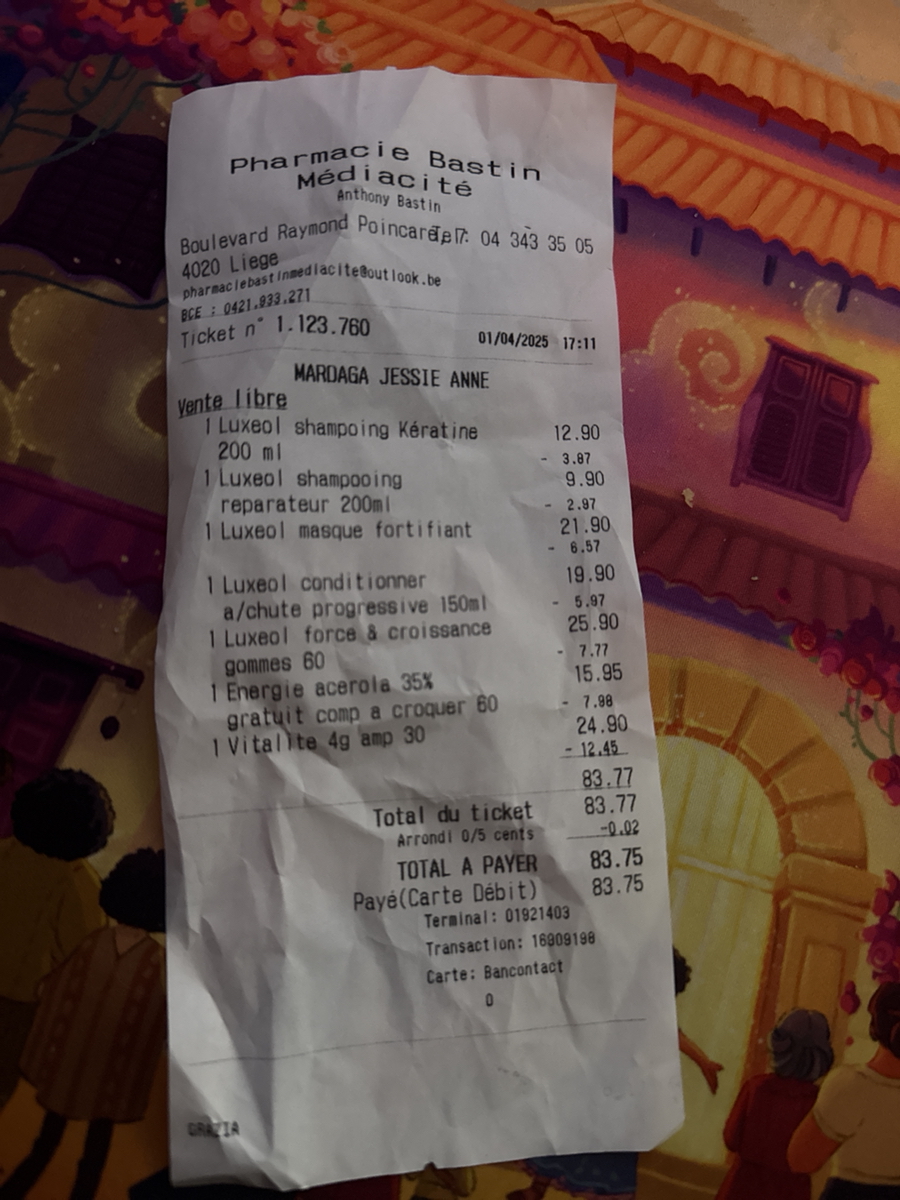 Pharmacie Bastin
Médiacité
Anthony Bastin
Boulevard Raymond Poincaré 7 Tel: 04 343 35 05
4020 Liege
pharmaciebastinmediacite@outlook.be
BCE : 0421.933.271
Ticket n° 1.123.760 01/04/2025 17:11
MARDAGA JESSIE ANNE
Vente libre
1 Luxeol shampoing Kératine 12.90
200 ml - 3.87
1 Luxeol shampooing 9.90
reparateur 200ml - 2.97
1 Luxeol masque fortifiant 21.90
- 6.57
1 Luxeol conditionner 19.90
a/chute progressive 150ml - 5.97
1 Luxeol force & croissance 25.90
gommes 60 - 7.77
1 Energie acerola 35% 15.95
gratuit comp a croquer 60 - 7.98
1 Vitalite 4g amp 30 24.90
- 12.45
83.77
Total du ticket 83.77
Arrondi 0/5 cents -0.02
TOTAL A PAYER 83.75
Payé(Carte Débit) 83.75
Terminal: 01921403
Transaction: 16909198
Carte: Bancontact
0
GRAZIA